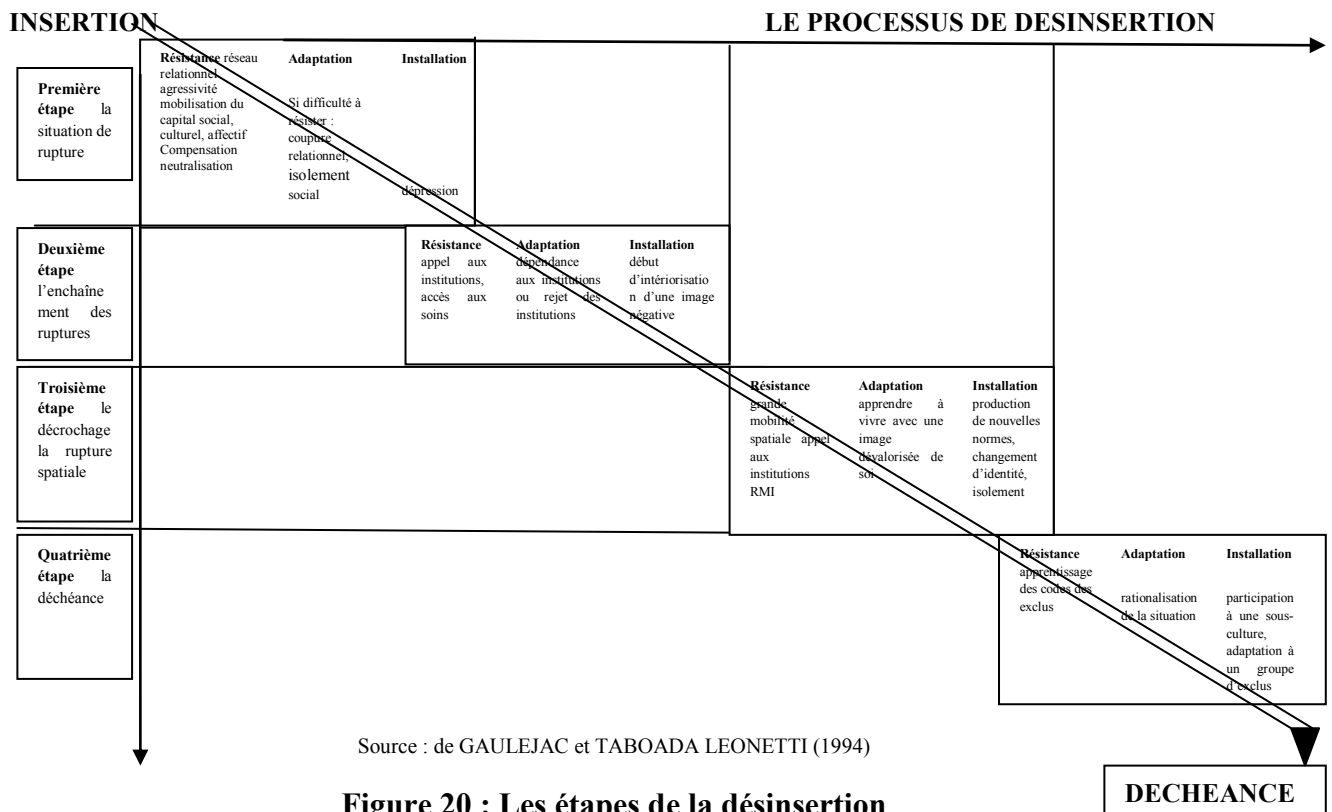 INSERTION
LE PROCESSUS DE DESINSERTION
Première
étape la
situation de
rupture
Résistance réseau
relationnel
agressivité
mobilisation du
capital social,
culturel, affectif
Compensation
neutralisation
Adaptation
Si difficulté à
résister :
coupure
relationnel,
isolement
social
Installation
dépression
Deuxième
étape
l’enchaîne
ment des
ruptures
Résistance
appel aux
institutions,
accès aux
soins
Adaptation
dépendance
aux institutions
ou rejet des
institutions
Installation
début
d’intériorisatio
n d’une image
négative
Troisième
étape le
décrochage
la rupture
spatiale
Résistance
grande
mobilité
spatiale appel
aux
institutions
RMI
Adaptation
apprendre à
vivre avec une
image
dévalorisée de
soi
Installation
production
de nouvelles
normes,
changement
d’identité,
isolement
Quatrième
étape la
déchéance
Résistance
apprentissage
des codes des
exclus
Adaptation
rationalisation
de la situation
Installation
participation
à une sous-
culture,
adaptation à
un groupe
d’exclus
Source : de GAULEJAC et TABOADA LEONETTI (1994)
DECHEANCE
Figure 20 : Les étapes de la désinsertion